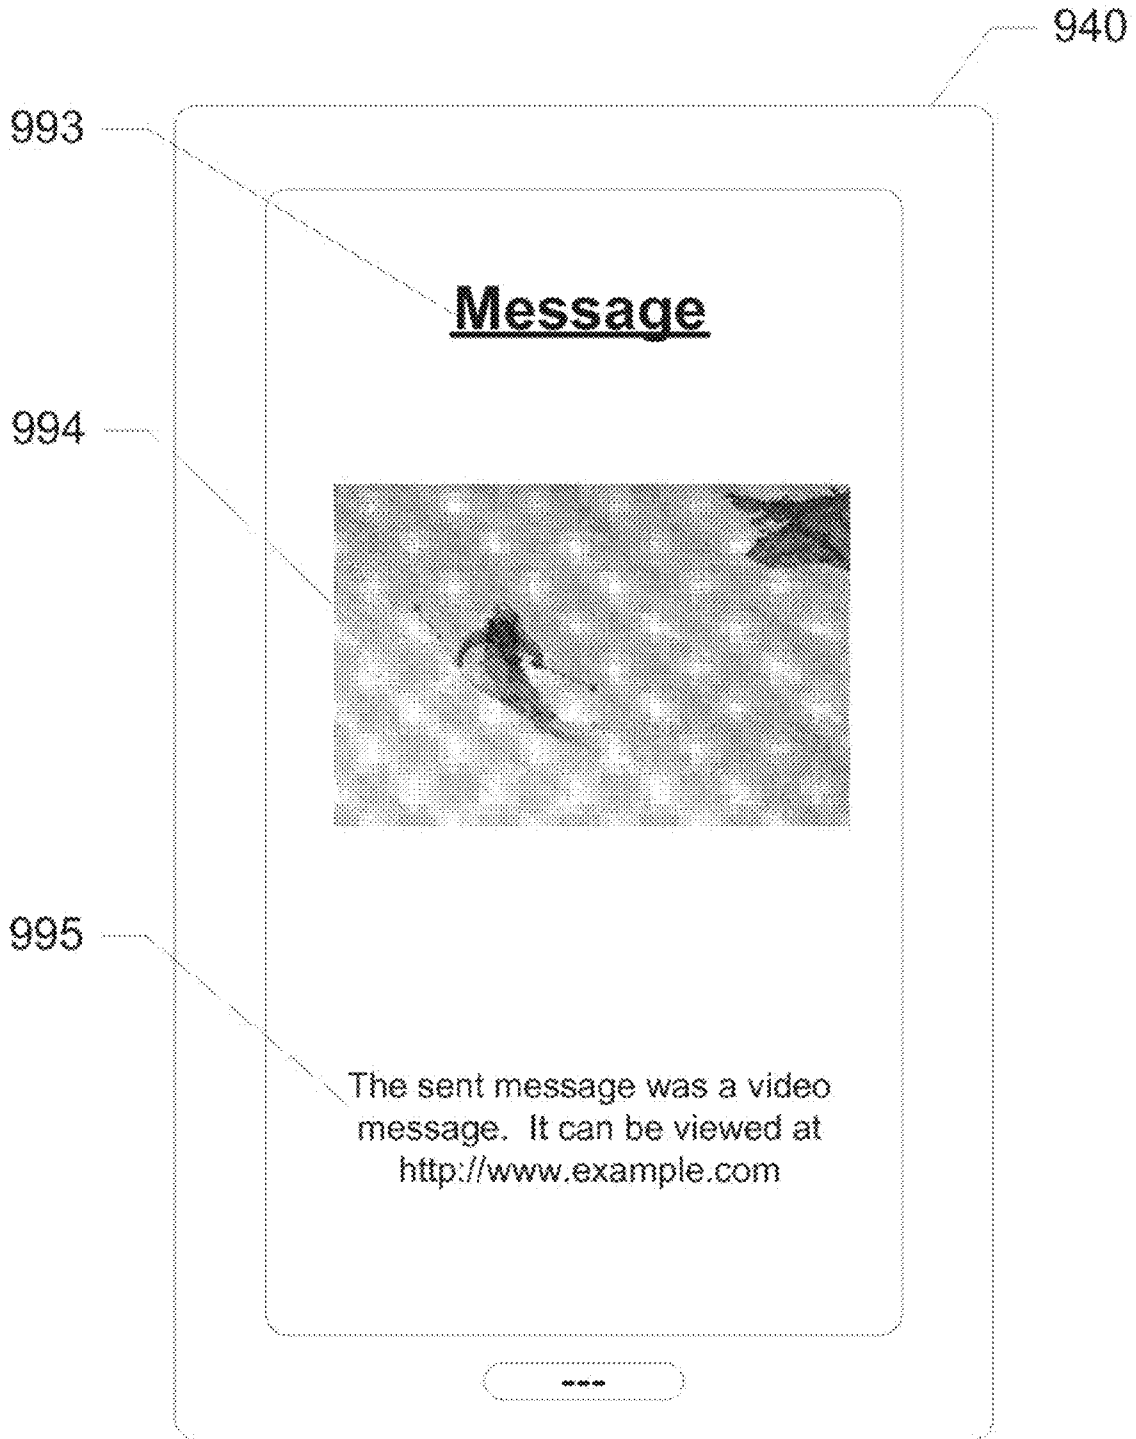 940
993
Message
994
995
The sent message was a video
message.  It can be viewed at
http://www.example.com